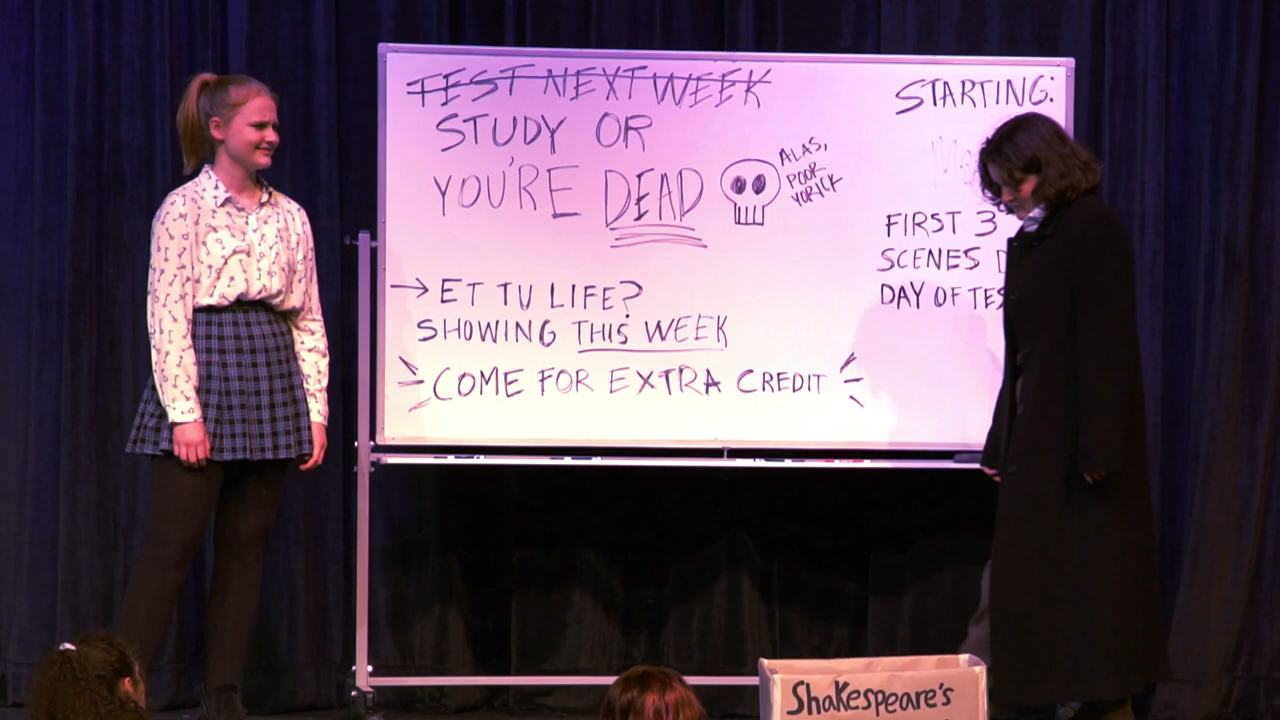 TEST NEXT WEEK
STUDY OR
YOU'RE DEAD
ALAS,
POOR
YORICK
→ ET TU LIFE?
SHOWING THIS WEEK
COME FOR EXTRA CREDIT
STARTING:
FIRST 3
SCENES
DAY OF TES
Shakespeare's